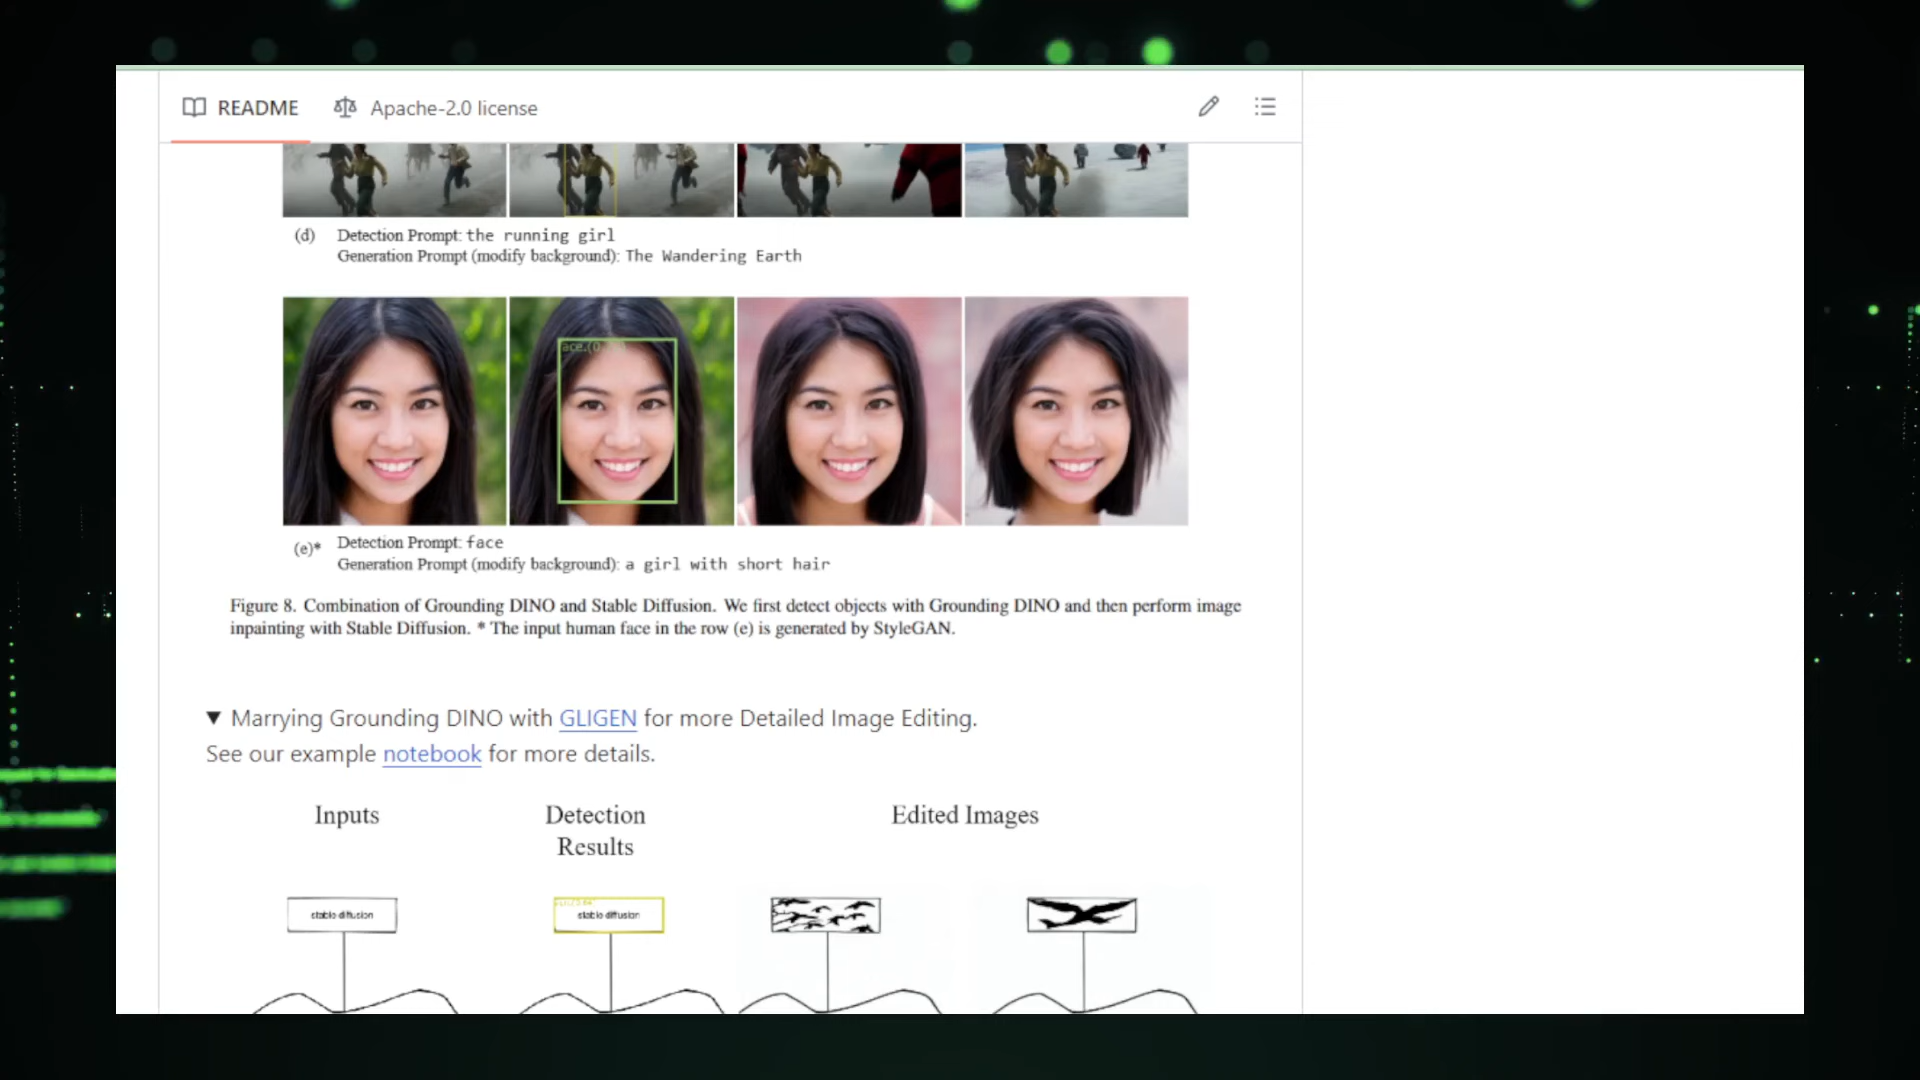 README
Apache-2.0 license
(d) Detection Prompt: the running girl
Generation Prompt (modify background): The Wandering Earth
(e)* Detection Prompt: face
Generation Prompt (modify background): a girl with short hair
Figure 8. Combination of Grounding DINO and Stable Diffusion. We first detect objects with Grounding DINO and then perform image
inpainting with Stable Diffusion. * The input human face in the row (e) is generated by StyleGAN.
▼ Marrying Grounding DINO with GLIGEN for more Detailed Image Editing.
See our example notebook for more details.
Inputs
Detection
Results
Edited Images
stable diffusion
stable diffusion